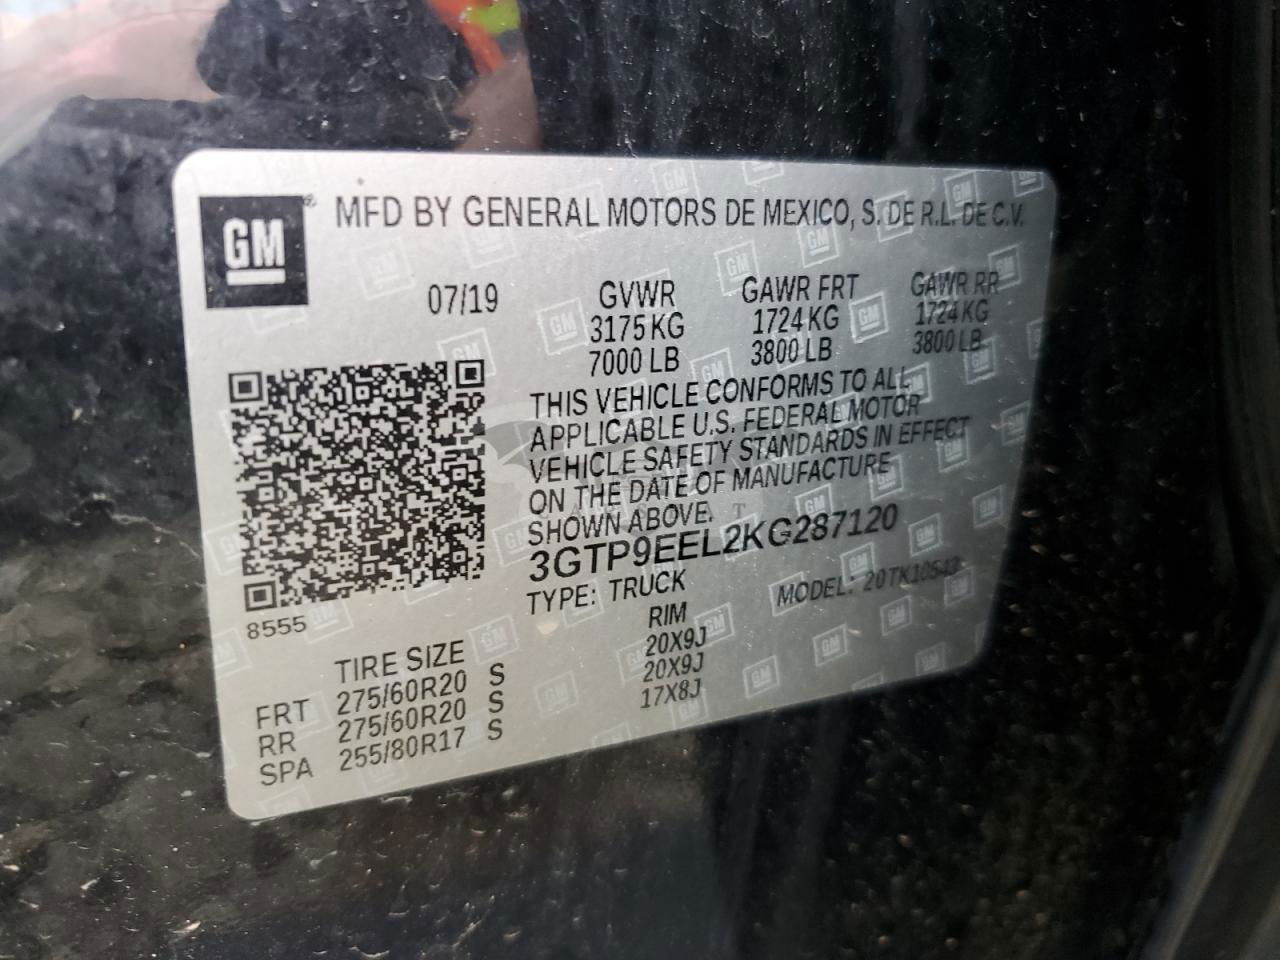 GM
MFD BY GENERAL MOTORS DE MEXICO, S. DE R.L. DE C.V.
07/19 GVWR GAWR FRT GAWR RR
3175 KG 1724 KG 1724 KG
7000 LB 3800 LB 3800 LB
THIS VEHICLE CONFORMS TO ALL
APPLICABLE U.S. FEDERAL MOTOR
VEHICLE SAFETY STANDARDS IN EFFECT
ON THE DATE OF MANUFACTURE
SHOWN ABOVE.
3GTP9EEL2KG287120
TYPE: TRUCK MODEL: 20TK10543
8555
TIRE SIZE RIM
FRT 275/60R20 S 20X9J
RR 275/60R20 S 20X9J
SPA 255/80R17 S 17X8J